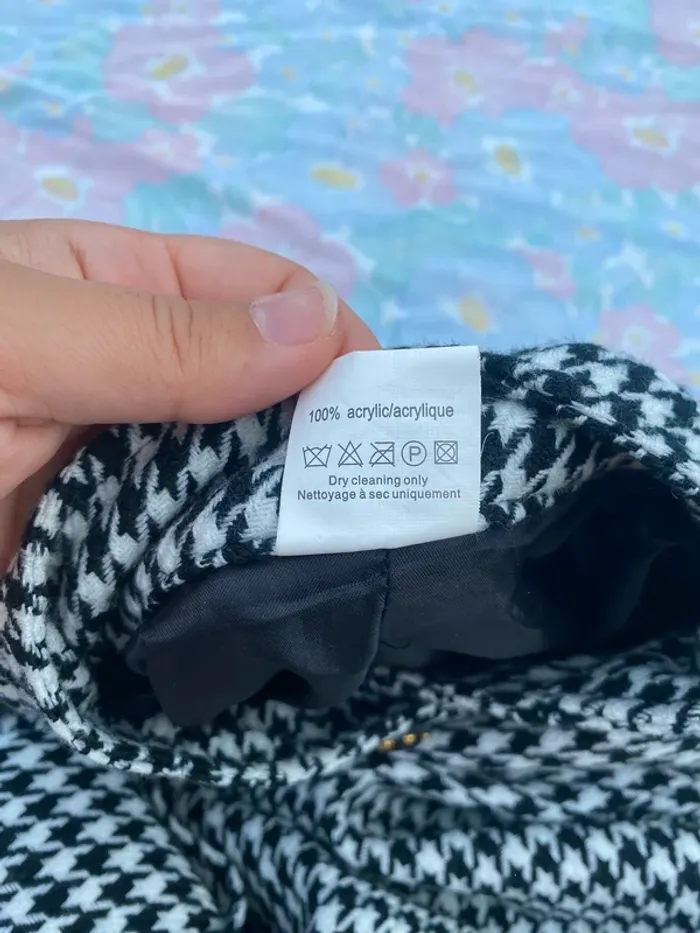 100% acrylic/acrylique
P
Dry cleaning only
Nettoyage à sec uniquement